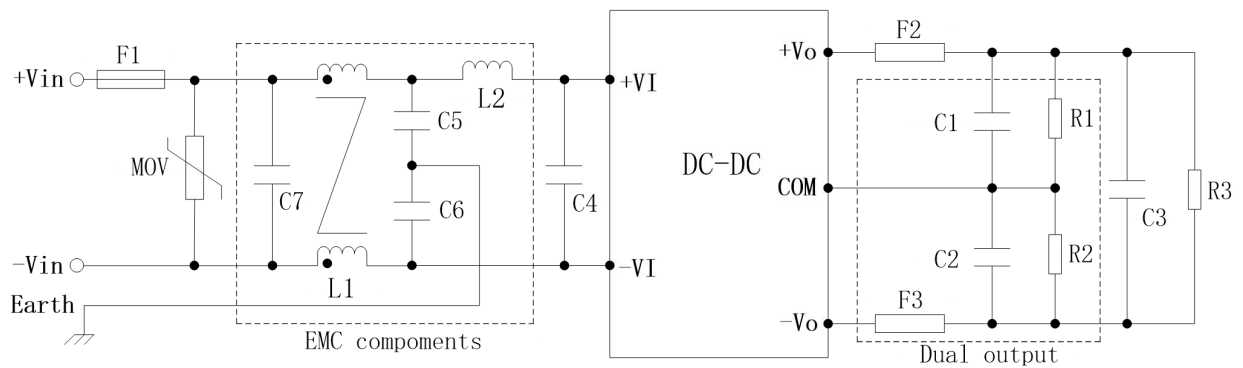 F1
F2
+Vin
+Vo
L2
+VI
C5
C1
R1
MOV
DC-DC
C7
C4
COM
R3
C6
C3
C2
R2
-Vin
-VI
L1
Earth
F3
-Vo
EMC compoments
Dual output